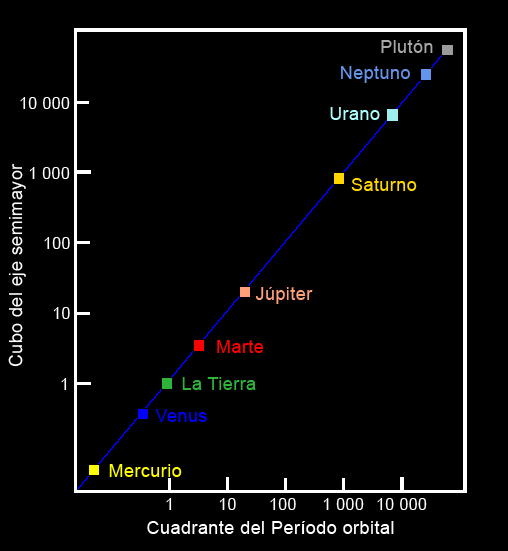 Plutón
Neptuno
10 000
Urano
1 000
Saturno
100
Júpiter
10
Marte
1
La Tierra
Venus
Mercurio
Cubo del eje semimayor
1
10
100
1 000
10 000
Cuadrante del Período orbital